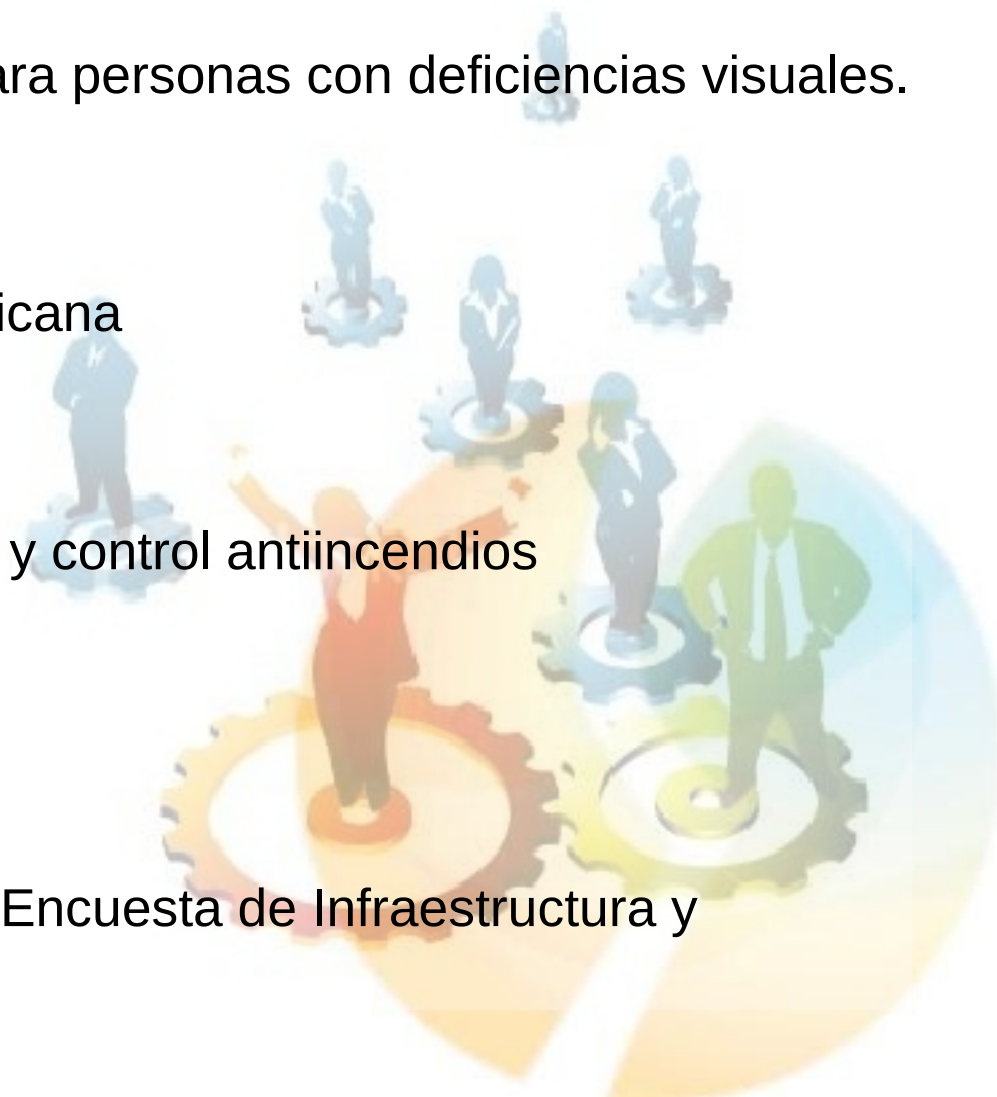 ara personas con deficiencias visuales.
icana
y control antiincendios
Encuesta de Infraestructura y